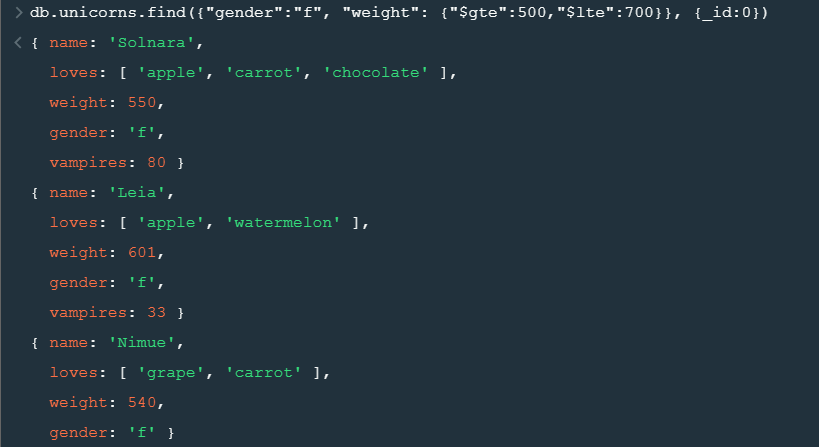 > db.unicorns.find({"gender":"f", "weight": {"$gte":500,"$lte":700}}, {_id:0})
< { name: 'Solnara',
loves: [ 'apple', 'carrot', 'chocolate' ],
weight: 550,
gender: 'f',
vampires: 80 }
{ name: 'Leia',
loves: [ 'apple', 'watermelon' ],
weight: 601,
gender: 'f',
vampires: 33 }
{ name: 'Nimue',
loves: [ 'grape', 'carrot' ],
weight: 540,
gender: 'f' }